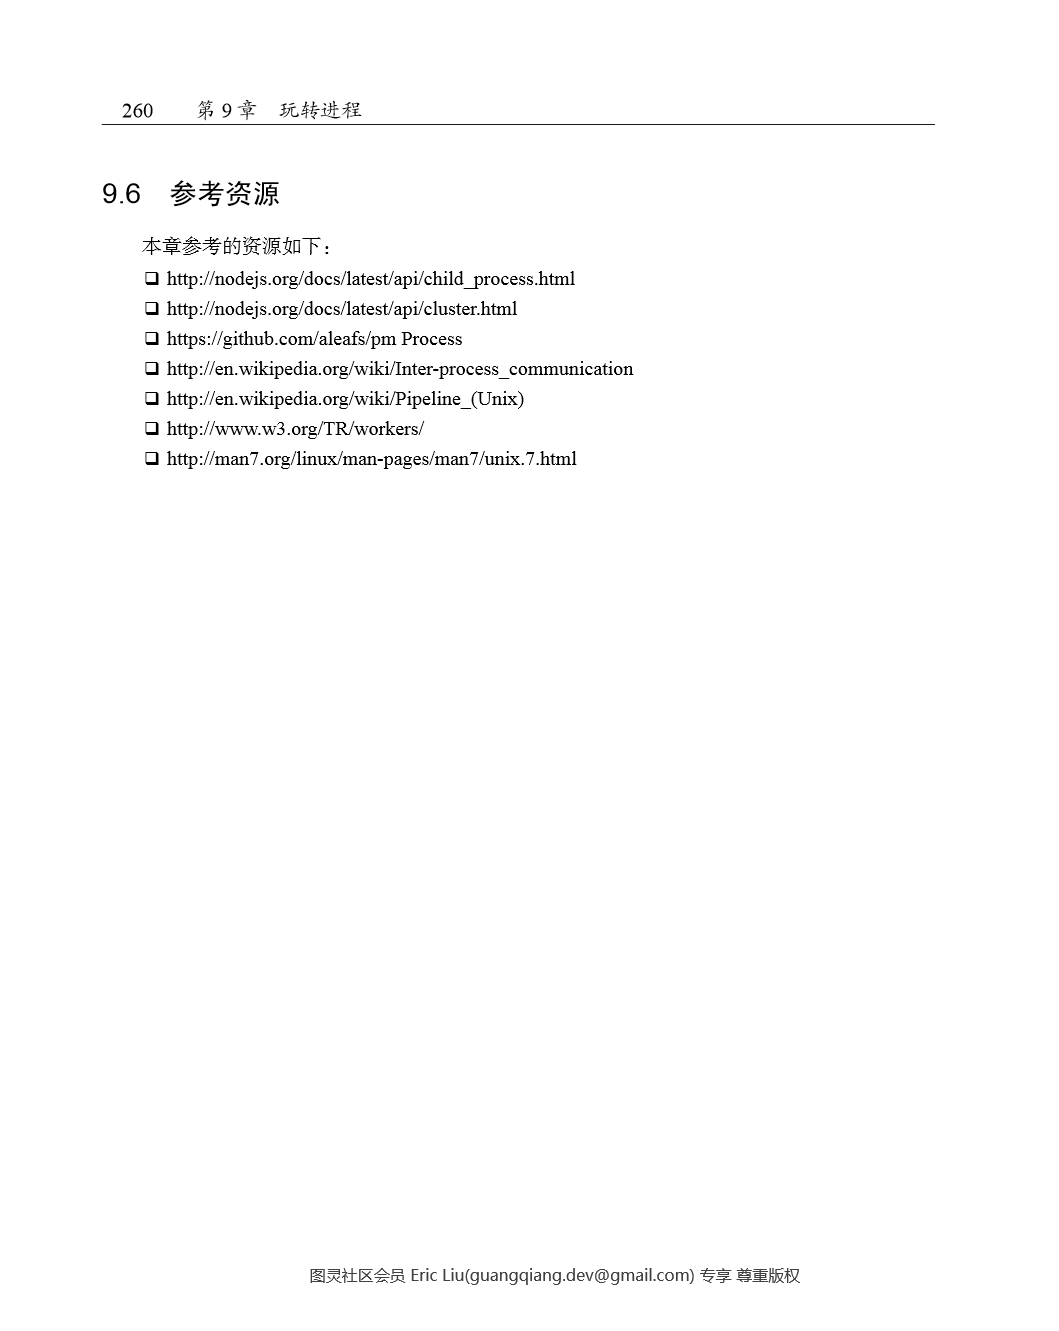 260 第 9 章 玩转进程
9.6 参考资源
本章参考的资源如下：
❑ http://nodejs.org/docs/latest/api/child_process.html
❑ http://nodejs.org/docs/latest/api/cluster.html
❑ https://github.com/aleafs/pm Process
❑ http://en.wikipedia.org/wiki/Inter-process_communication
❑ http://en.wikipedia.org/wiki/Pipeline_(Unix)
❑ http://www.w3.org/TR/workers/
❑ http://man7.org/linux/man-pages/man7/unix.7.html
图灵社区会员 Eric Liu(guangqiang.dev@gmail.com) 专享 尊重版权